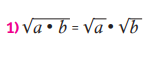 1) √a • b = √a • √b